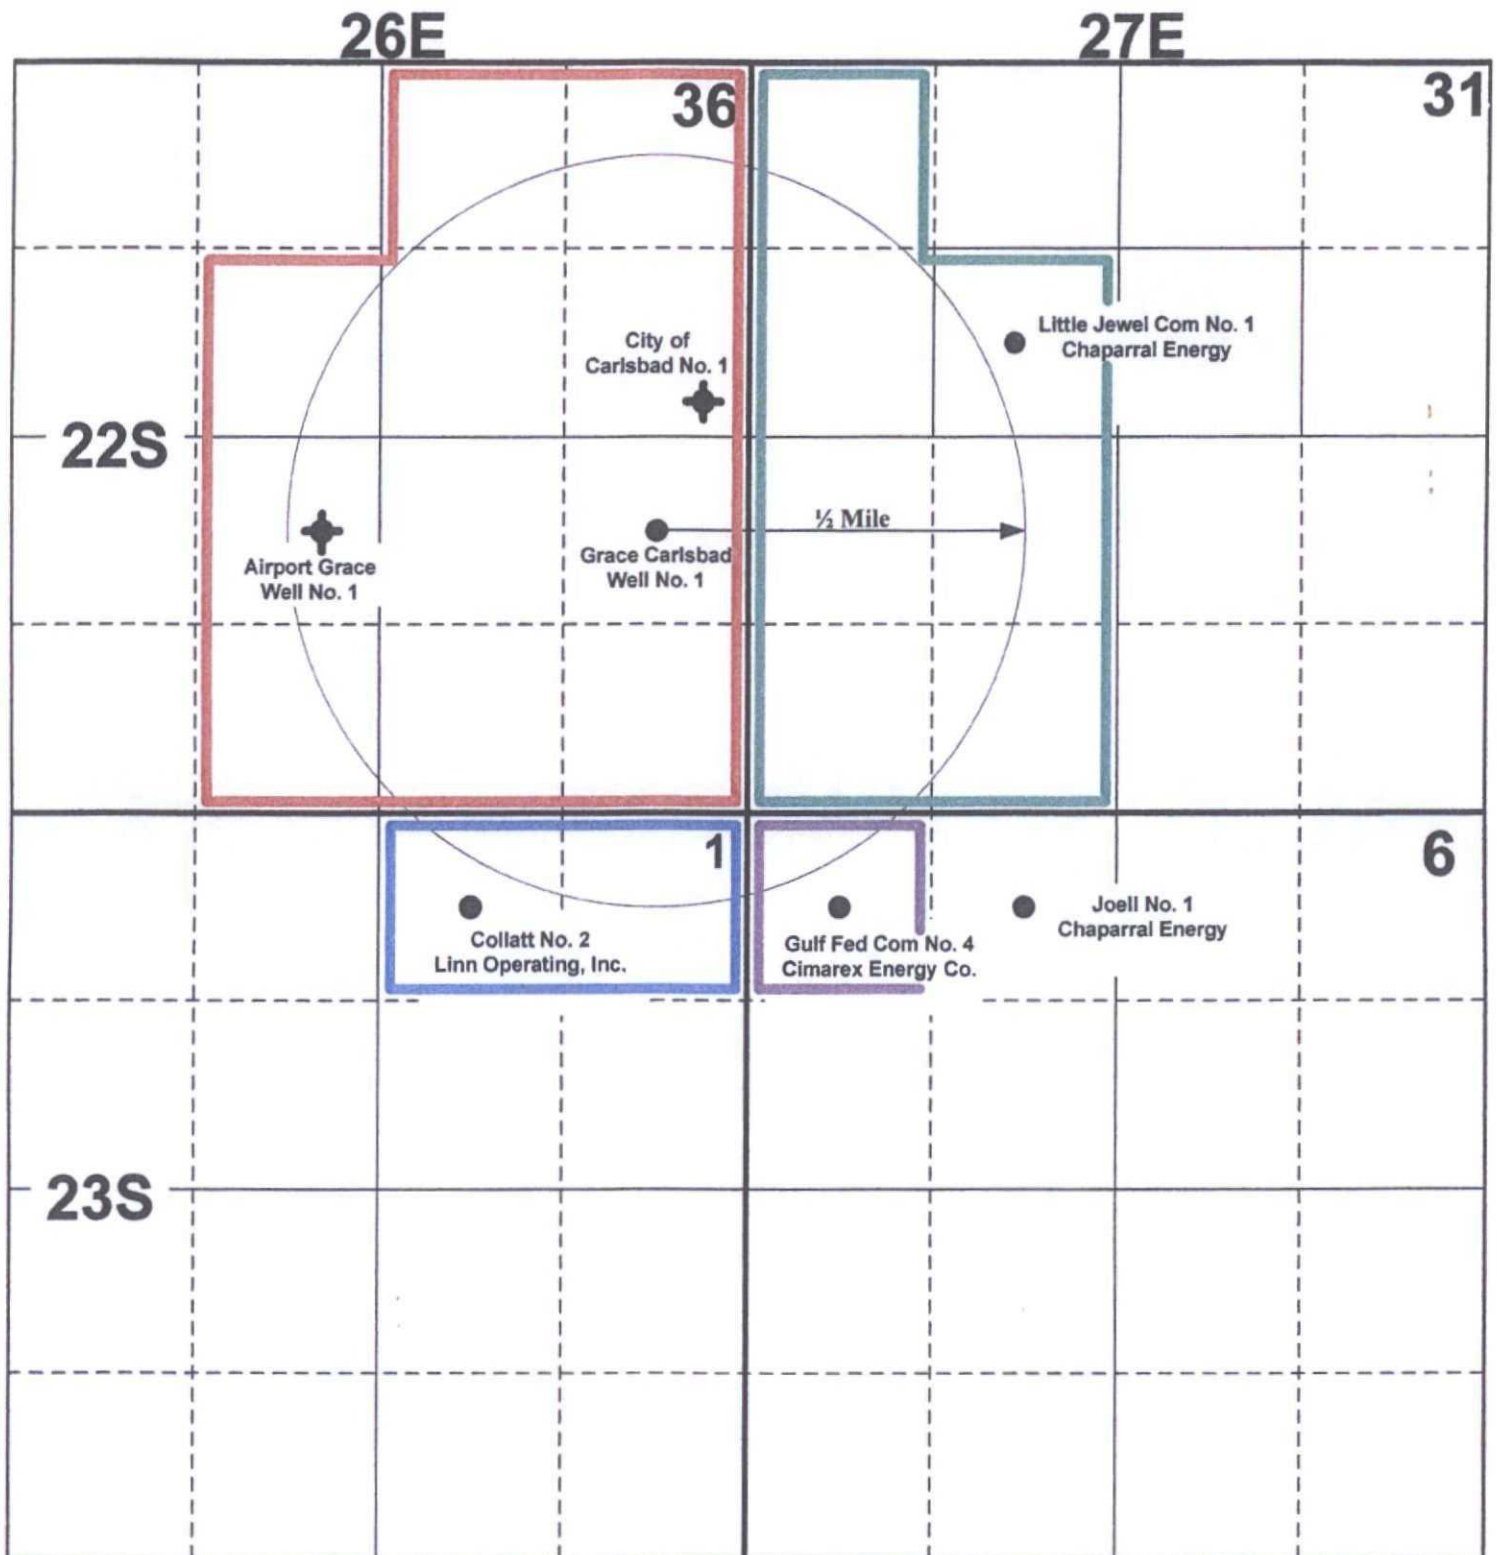 26E
27E
36
31
City of
Carlsbad No. 1
Little Jewel Com No. 1
Chaparral Energy
22S
½ Mile
Airport Grace
Well No. 1
Grace Carlsbad
Well No. 1
1
6
Collatt No. 2
Linn Operating, Inc.
Gulf Fed Com No. 4
Cimarex Energy Co.
Joell No. 1
Chaparral Energy
23S